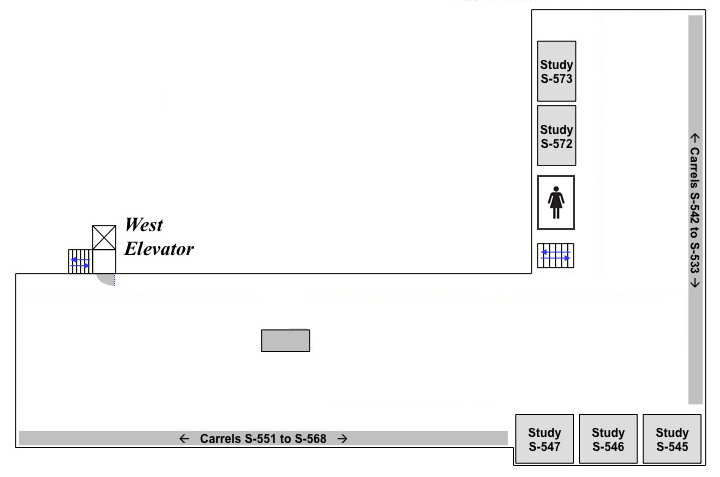 Study
S-573
Study
S-572
West
Elevator
← Carrels S-542 to S-533 →
← Carrels S-551 to S-568 →
Study
S-547
Study
S-546
Study
S-545